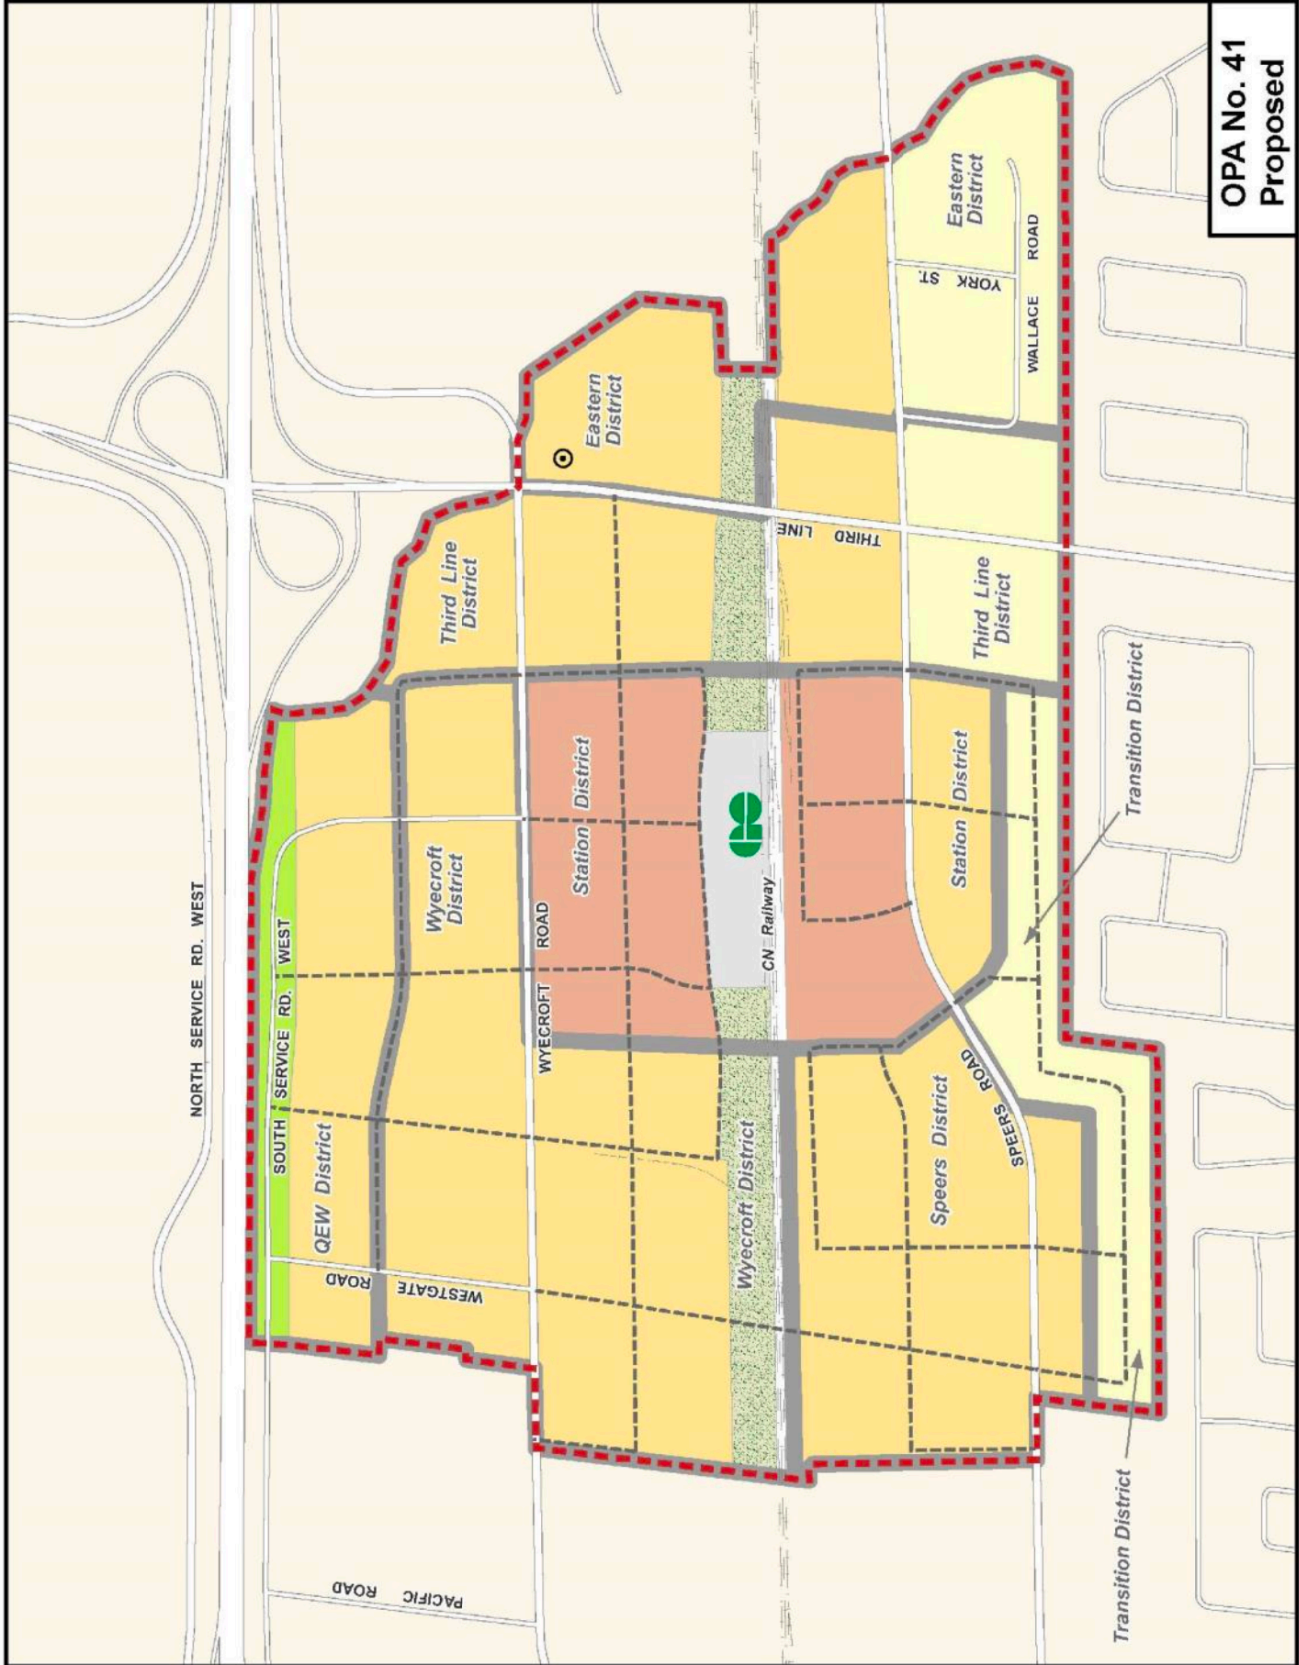 OPA No. 41
Proposed
NORTH SERVICE RD. WEST
SOUTH SERVICE RD. WEST
QEW District
WESTGATE ROAD
PACIFIC ROAD
Wyecroft
District
Third Line
District
WYECROFT ROAD
Station District
Eastern
District
Wyecroft District
GO
CN Railway
THIRD LINE
Speers District
SPEERS ROAD
Station District
Third Line
District
Eastern
District
YORK ST.
WALLACE ROAD
Transition District
Transition District